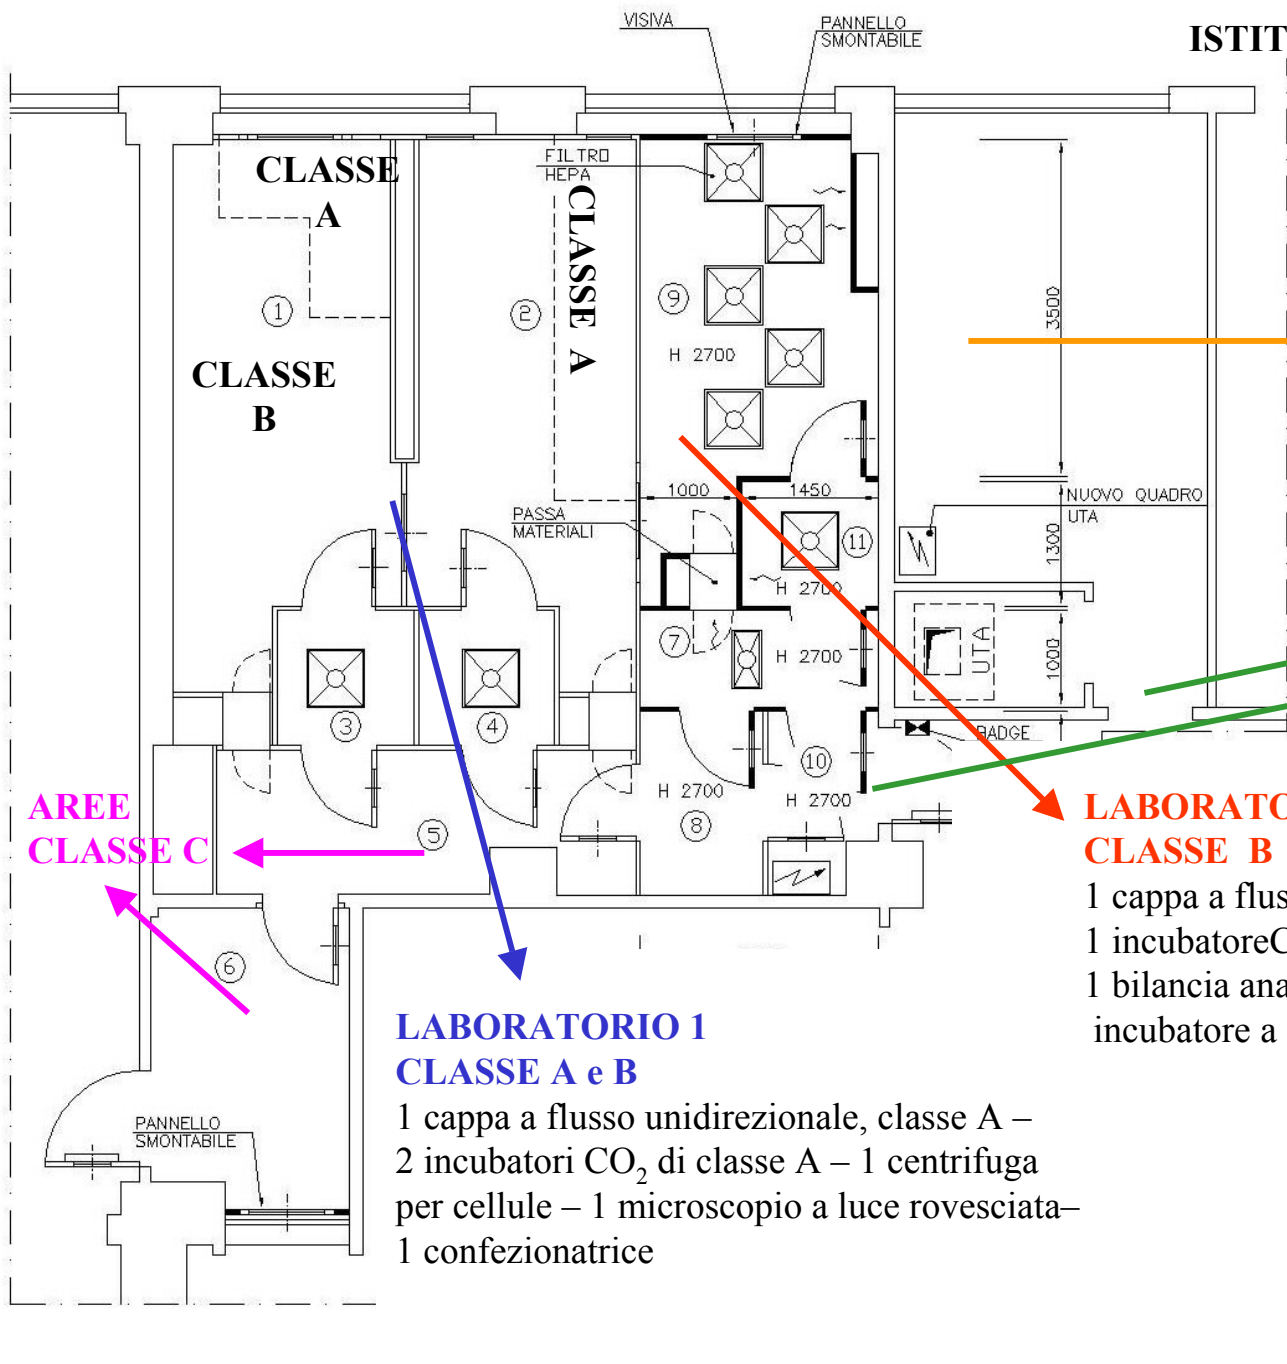 VISIVA
PANNELLO
SMONTABILE
ISTIT
CLASSE
A
FILTRO
HEPA
CLASSE A
1
2
9
3500
H 2700
CLASSE
B
1000
1450
NUOVO QUADRO
UTA
PASSA
MATERIALI
11
1300
H 2700
7
H 2700
UTA
1000
3
4
BADGE
10
H 2700
H 2700
8
AREE
CLASSE C
5
LABORATO
CLASSE B
1 cappa a flus
1 incubatoreC
1 bilancia ana
incubatore a
6
LABORATORIO 1
CLASSE A e B
1 cappa a flusso unidirezionale, classe A –
2 incubatori CO2 di classe A – 1 centrifuga
per cellule – 1 microscopio a luce rovesciata–
1 confezionatrice
PANNELLO
SMONTABILE